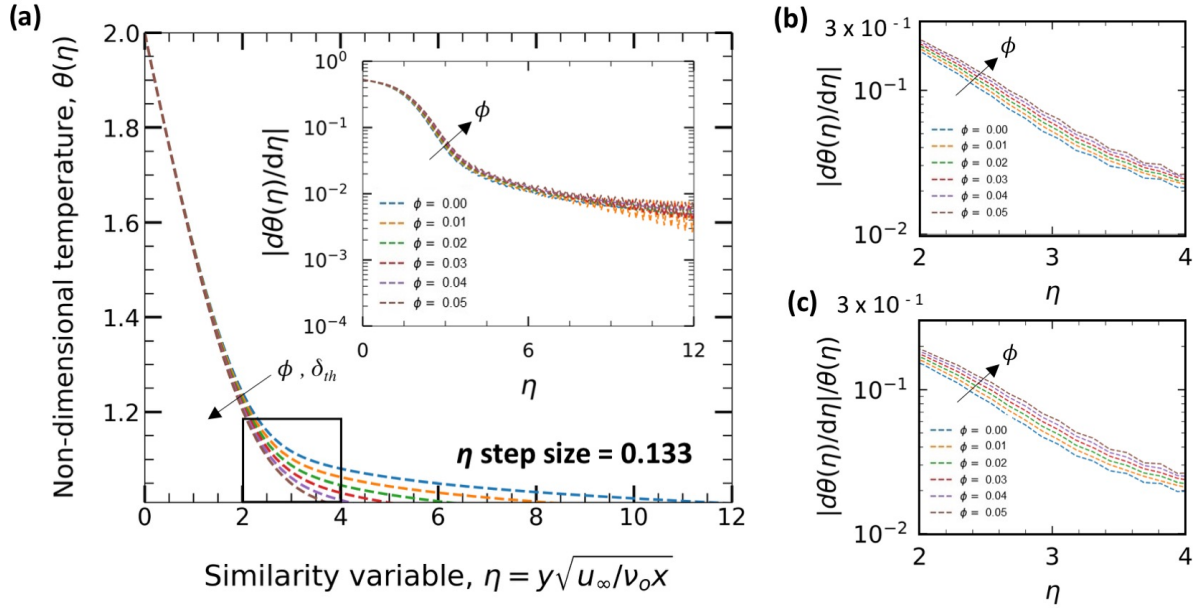 (a)
Non-dimensional temperature, θ(η)
2.0
1.8
1.6
1.4
1.2
0 2 4 6 8 10 12
Similarity variable, η = y√u∞/νₒx
ϕ , δ_th
η step size = 0.133
|dθ(η)/dη|
10⁰
10⁻¹
10⁻²
10⁻³
10⁻⁴
ϕ
ϕ = 0.00
ϕ = 0.01
ϕ = 0.02
ϕ = 0.03
ϕ = 0.04
ϕ = 0.05
0 6 12
η
(b)
3 x 10⁻¹
|dθ(η)/dη|
10⁻¹
10⁻²
ϕ
ϕ = 0.00
ϕ = 0.01
ϕ = 0.02
ϕ = 0.03
ϕ = 0.04
ϕ = 0.05
2 3 4
η
(c)
3 x 10⁻¹
|dθ(η)/dη|/θ(η)
10⁻¹
10⁻²
ϕ
ϕ = 0.00
ϕ = 0.01
ϕ = 0.02
ϕ = 0.03
ϕ = 0.04
ϕ = 0.05
2 3 4
η